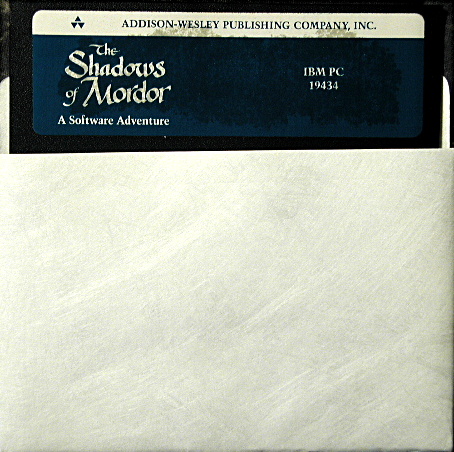 ADDISON-WESLEY PUBLISHING COMPANY, INC.
The
Shadows
of Mordor
A Software Adventure
IBM PC
19434